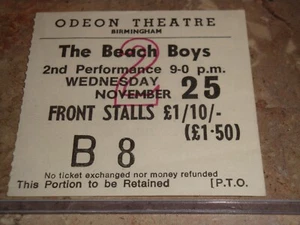 ODEON THEATRE
BIRMINGHAM
The Beach Boys
2nd Performance 9-0 p.m.
WEDNESDAY
NOVEMBER 25
2
FRONT STALLS £1/10/-
(£1·50)
B 8
No ticket exchanged nor money refunded
This Portion to be Retained [P.T.O.